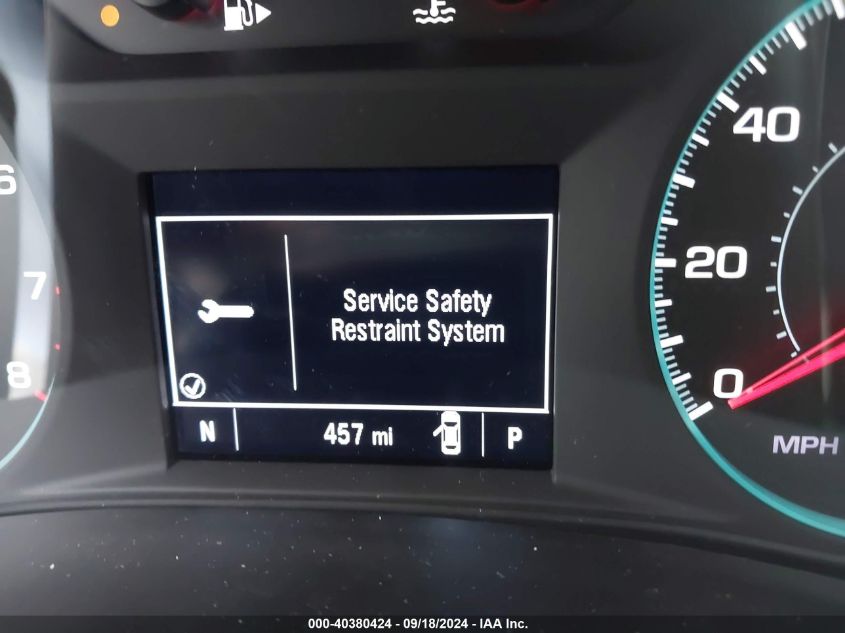 6
7
8
40
20
0
MPH
Service Safety
Restraint System
N 457 mi P
000-40380424 - 09/18/2024 - IAA Inc.